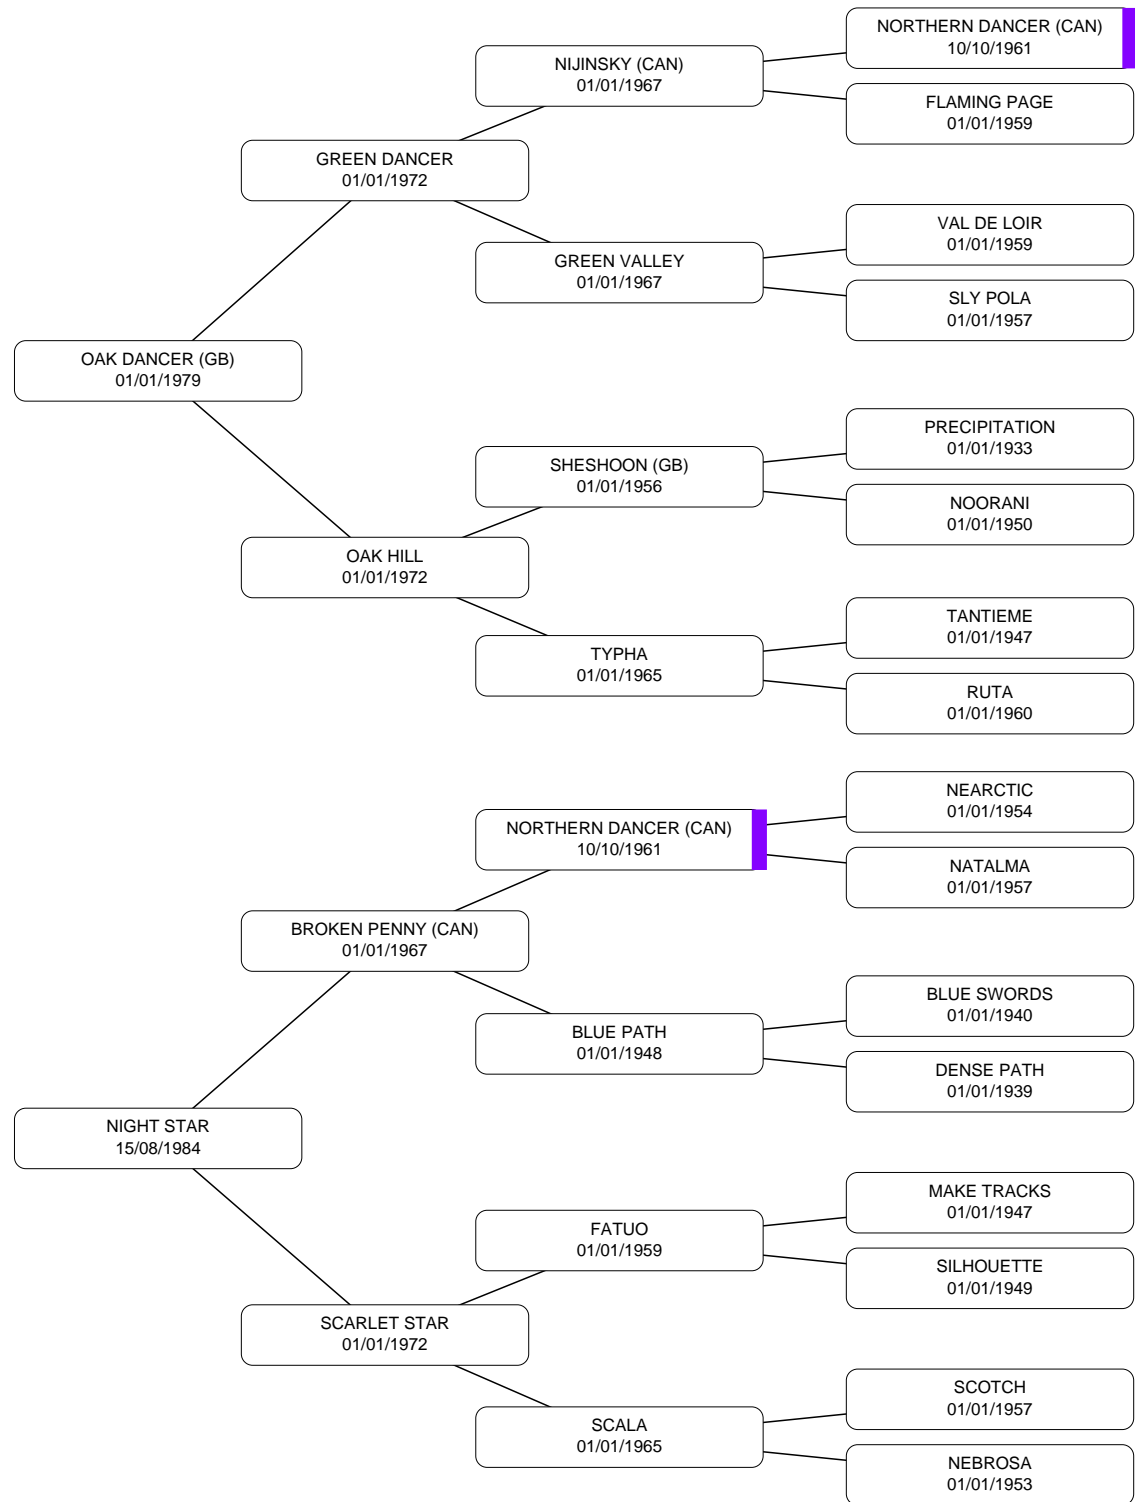 NORTHERN DANCER (CAN)
10/10/1961
NIJINSKY (CAN)
01/01/1967
FLAMING PAGE
01/01/1959
GREEN DANCER
01/01/1972
VAL DE LOIR
01/01/1959
GREEN VALLEY
01/01/1967
SLY POLA
01/01/1957
OAK DANCER (GB)
01/01/1979
PRECIPITATION
01/01/1933
SHESHOON (GB)
01/01/1956
NOORANI
01/01/1950
OAK HILL
01/01/1972
TANTIEME
01/01/1947
TYPHA
01/01/1965
RUTA
01/01/1960
NEARCTIC
01/01/1954
NORTHERN DANCER (CAN)
10/10/1961
NATALMA
01/01/1957
BROKEN PENNY (CAN)
01/01/1967
BLUE SWORDS
01/01/1940
BLUE PATH
01/01/1948
DENSE PATH
01/01/1939
NIGHT STAR
15/08/1984
MAKE TRACKS
01/01/1947
FATUO
01/01/1959
SILHOUETTE
01/01/1949
SCARLET STAR
01/01/1972
SCOTCH
01/01/1957
SCALA
01/01/1965
NEBROSA
01/01/1953